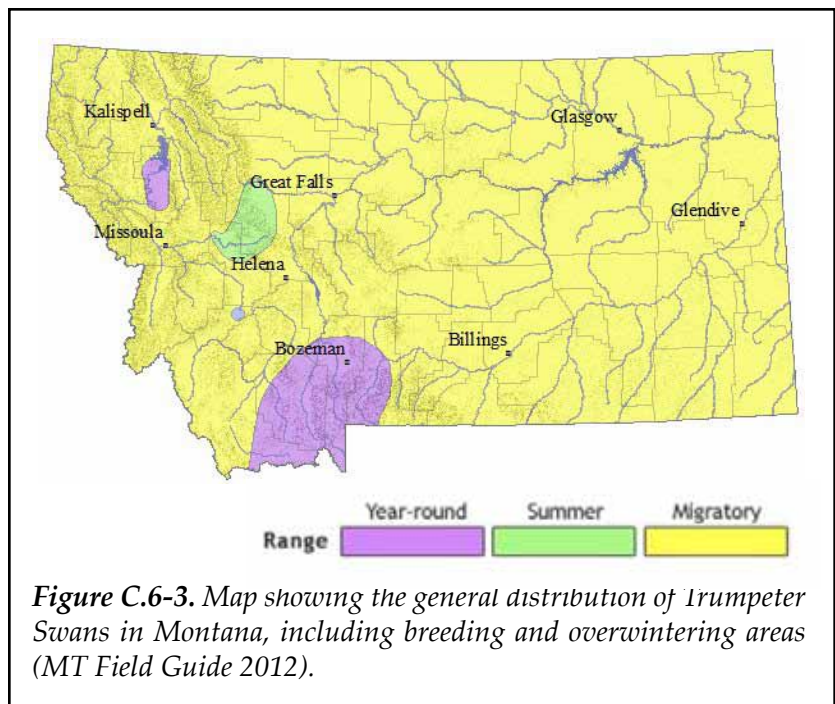 Kalispell
Glasgow
Great Falls
Glendive
Missoula
Helena
Bozeman
Billings
Year-round Summer Migratory
Range
Figure C.6-3. Map showing the general distribution of Trumpeter
Swans in Montana, including breeding and overwintering areas
(MT Field Guide 2012).